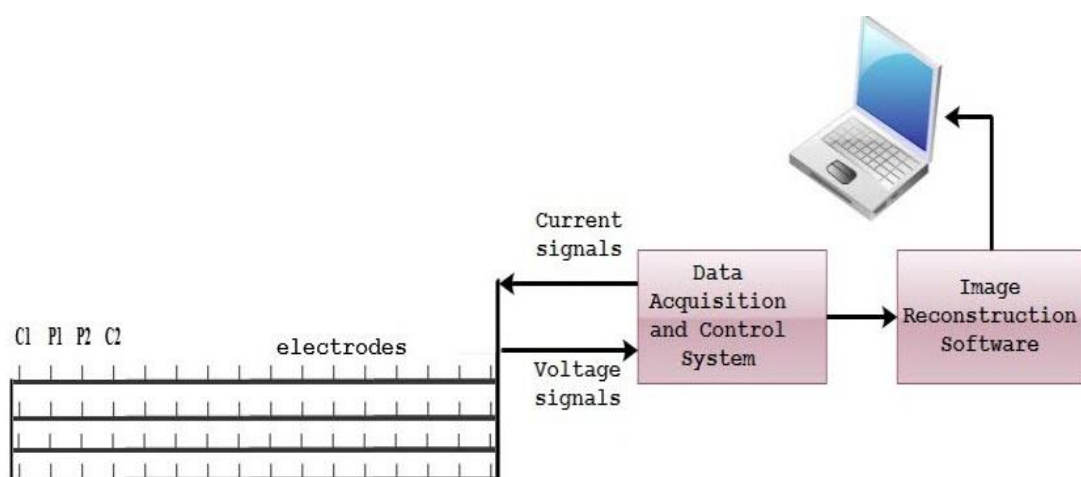 Current
signals
Data
Acquisition
and Control
System
Image
Reconstruction
Software
C1 P1 P2 C2
electrodes
Voltage
signals